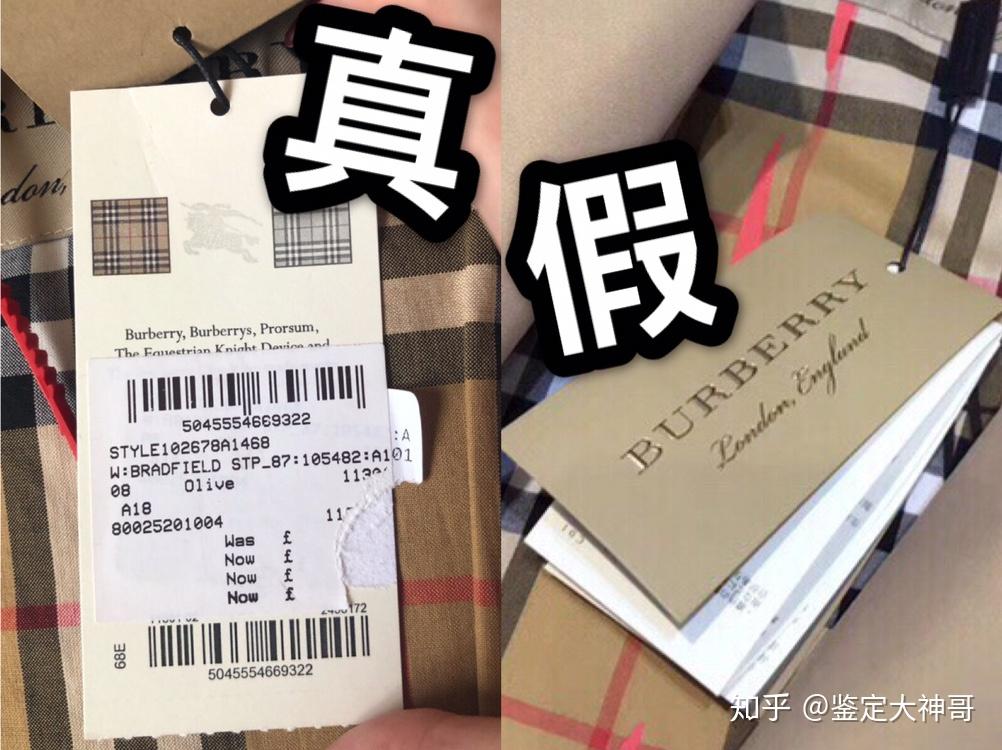 真
假
don,
Burberry, Burberrys, Prorsum,
The Equestrian Knight Device and
5045554669322
STYLE102678A1468
W:BRADFIELD STP_87:105482:A101
08 Olive
A18
80025201004
Was £
Now £
Now £
Now £
68E
5045554669322
BURBERRY
London, England
知乎 @鉴定大神哥